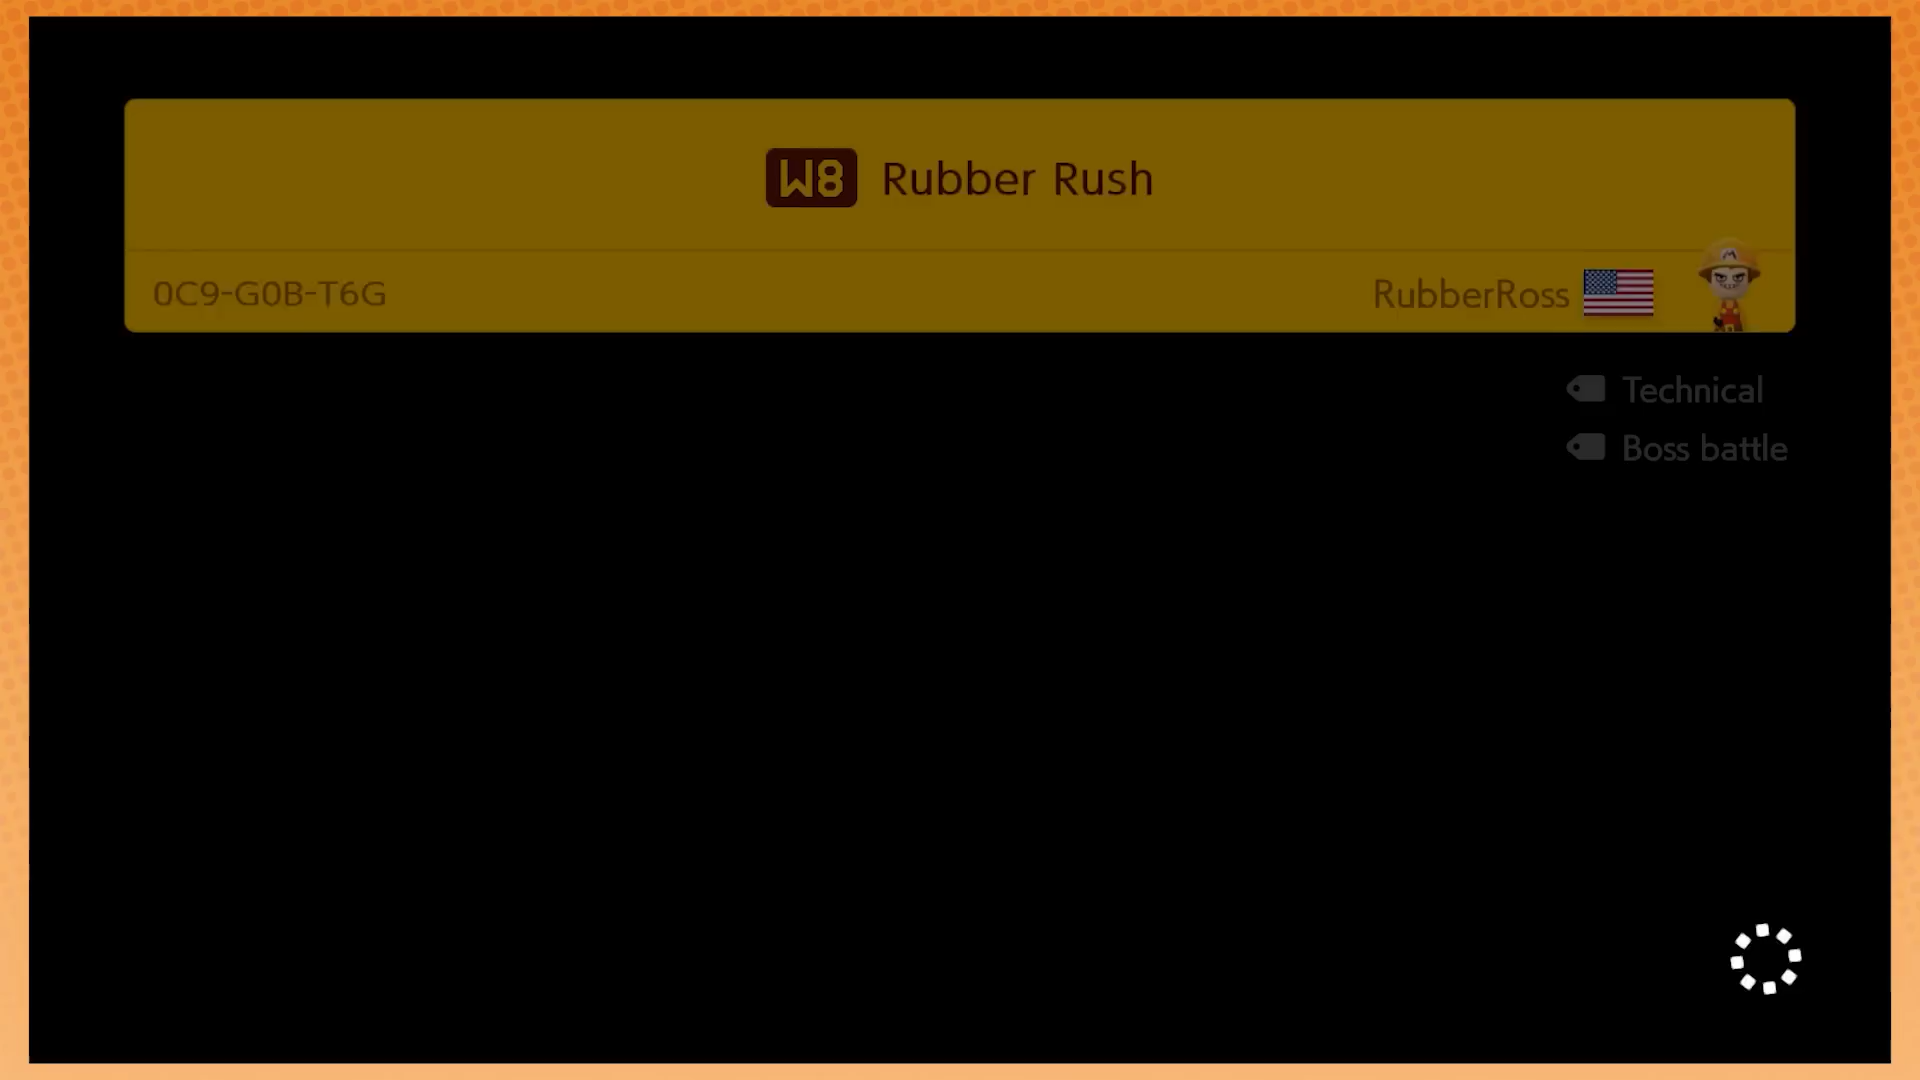 W8 Rubber Rush
0C9-G0B-T6G
RubberRoss
Technical
Boss battle